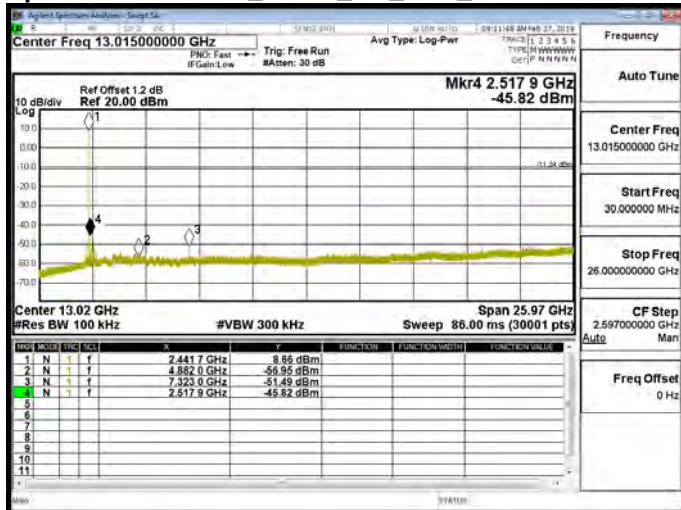 Agilent Spectrum Analyzer - Swept SA
09:11:48 AM Feb 27, 2019
Center Freq 13.015000000 GHz
PNO: Fast
IFGain:Low
Trig: Free Run
#Atten: 30 dB
Avg Type: Log-Pwr
TRACE 1 2 3 4 5 6
TYPE M WWWWW
DET P N N N N N
Frequency
Ref Offset 1.2 dB
Ref 20.00 dBm
10 dB/div
Log
Mkr4 2.517 9 GHz
-45.82 dBm
Auto Tune
10.0
0.00
-10.0
-20.0
-30.0
-40.0
-50.0
-60.0
-70.0
-11.34 dBm
1
4
2
3
Center Freq
13.015000000 GHz
Start Freq
30.000000 MHz
Stop Freq
26.000000000 GHz
Center 13.02 GHz
#Res BW 100 kHz
#VBW 300 kHz
Span 25.97 GHz
Sweep 86.00 ms (30001 pts)
CF Step
2.597000000 GHz
Auto Man
MKR MODE TRC SCL X Y FUNCTION FUNCTION WIDTH FUNCTION VALUE
1 N 1 f 2.441 7 GHz 8.66 dBm
2 N 1 f 4.882 0 GHz -56.95 dBm
3 N 1 f 7.323 0 GHz -51.49 dBm
4 N 1 f 2.517 9 GHz -45.82 dBm
5
6
7
8
9
10
11
Freq Offset
0 Hz
MSG
STATUS